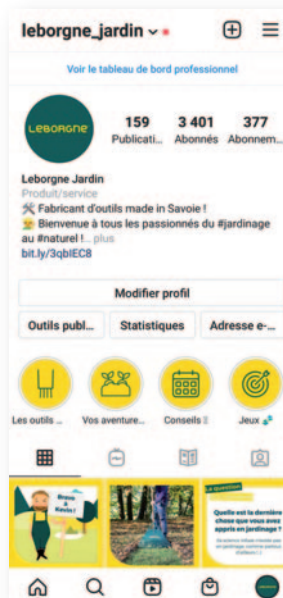 leborgne_jardin
Voir le tableau de bord professionnel
LEBORGNE
159
3 401
377
Publicati...
Abonnés
Abonnem...
Leborgne Jardin
Produit/service
🛠 Fabricant d'outils made in Savoie !
Bienvenue à tous les passionnés du #jardinage
au #naturel !... plus
bit.ly/3qbIEC8
Modifier profil
Outils publ...
Statistiques
Adresse e-...
Les outils ...
Vos aventure...
Conseils
Jeux
Bravo
à
Kevin !
La question
Quelle est la dernière
chose que vous avez
appris en jardinage ?